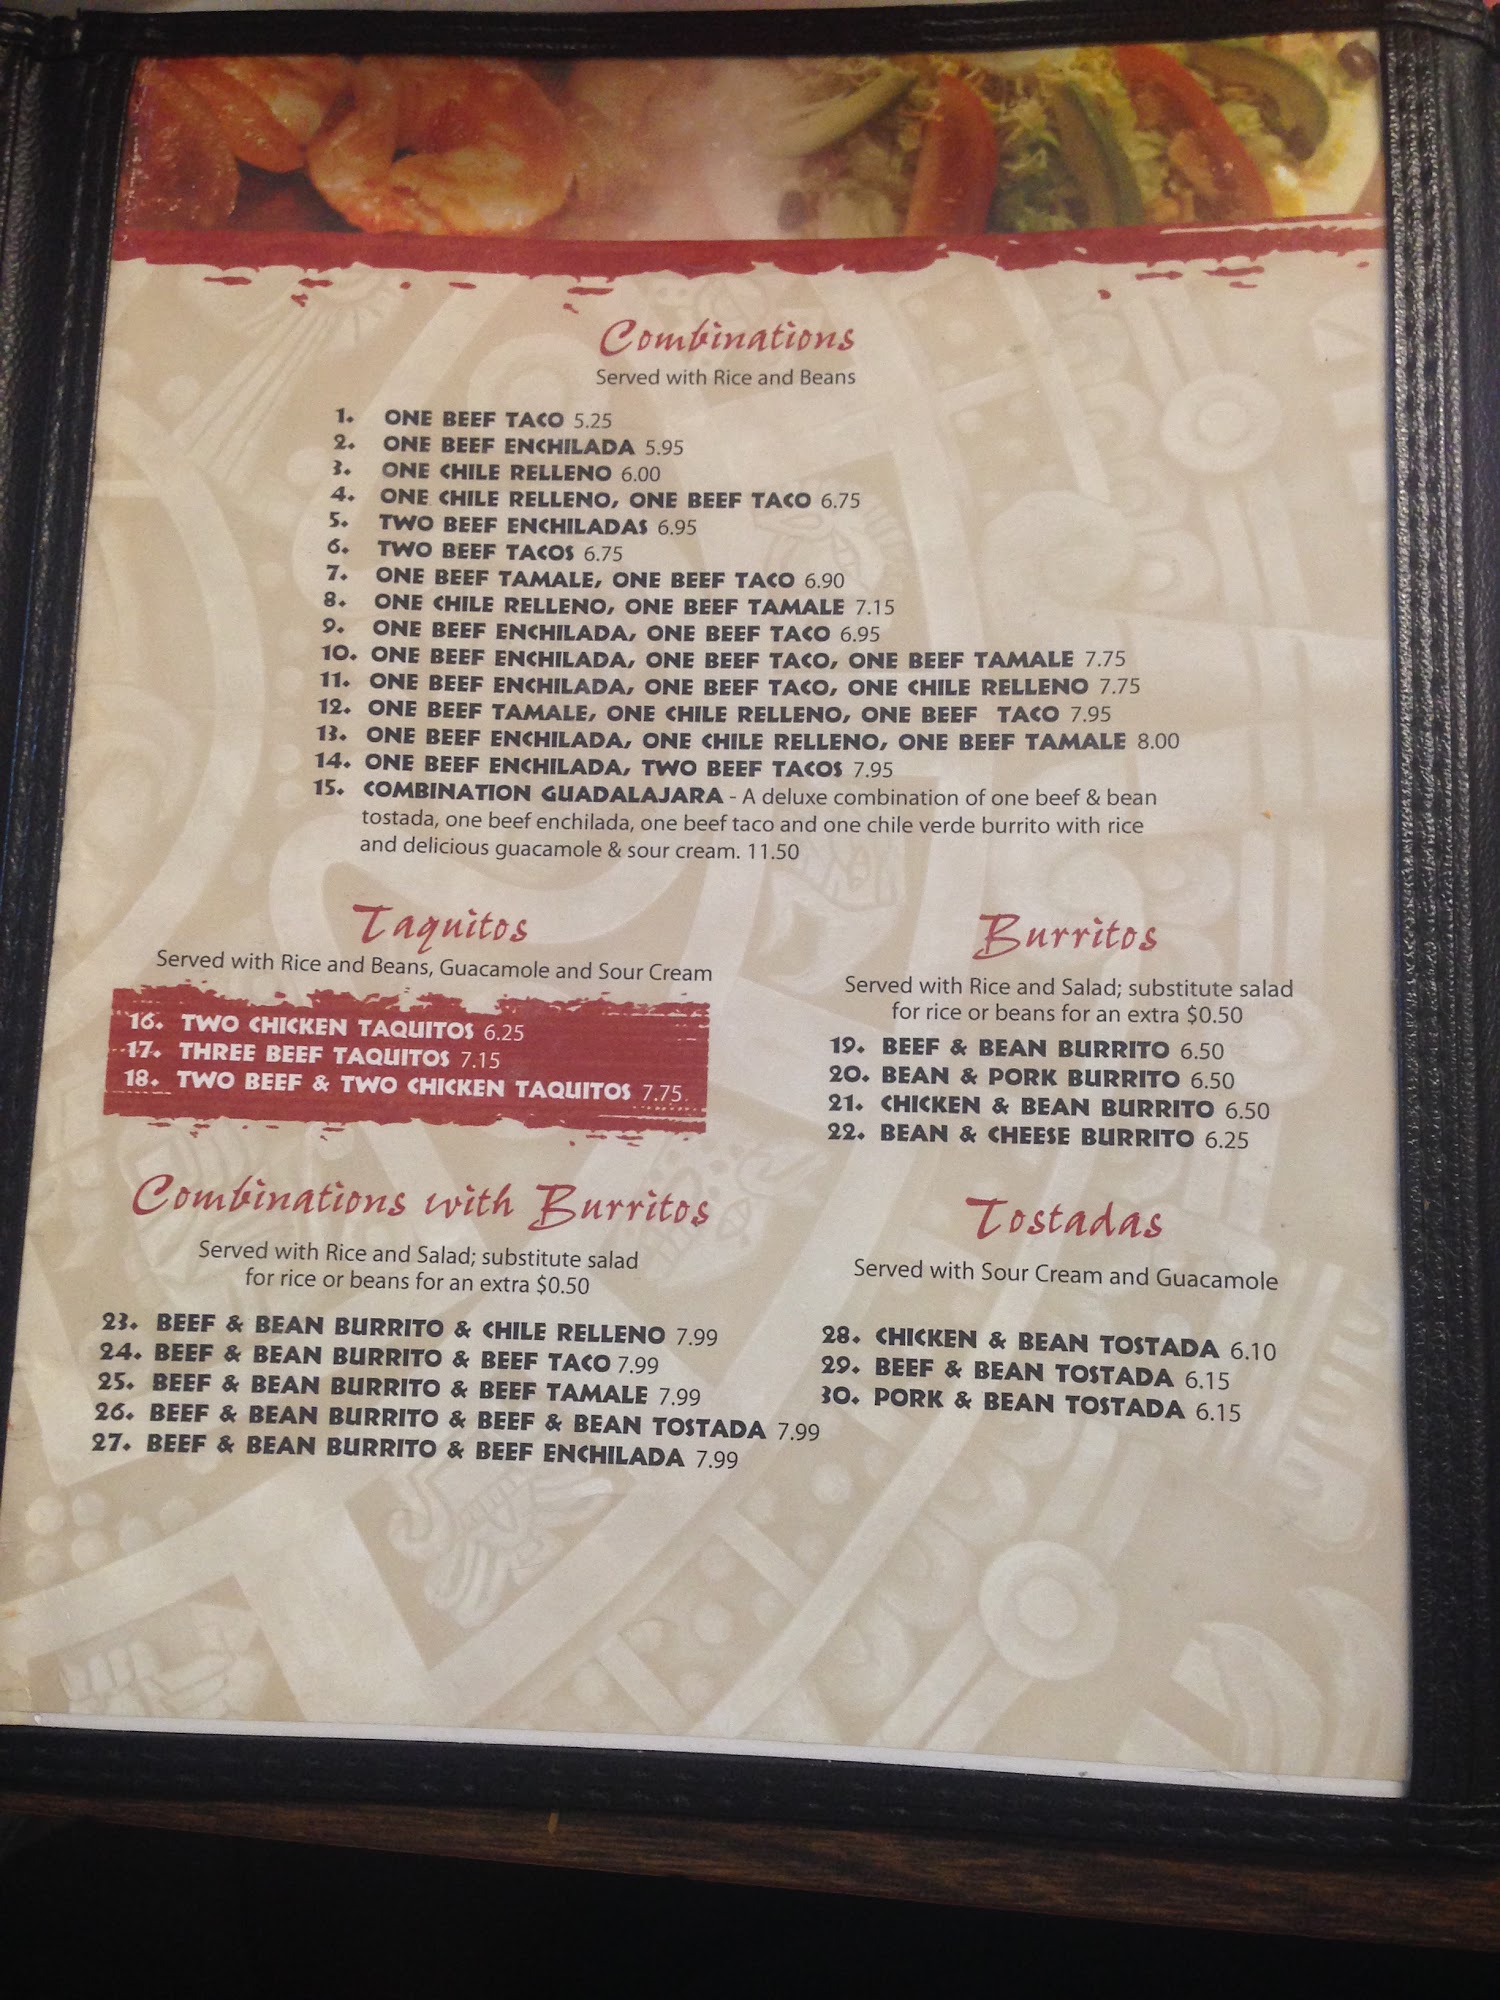 Combinations
Served with Rice and Beans
1. ONE BEEF TACO 5.25
2. ONE BEEF ENCHILADA 5.95
3. ONE CHILE RELLENO 6.00
4. ONE CHILE RELLENO, ONE BEEF TACO 6.75
5. TWO BEEF ENCHILADAS 6.95
6. TWO BEEF TACOS 6.75
7. ONE BEEF TAMALE, ONE BEEF TACO 6.90
8. ONE CHILE RELLENO, ONE BEEF TAMALE 7.15
9. ONE BEEF ENCHILADA, ONE BEEF TACO 6.95
10. ONE BEEF ENCHILADA, ONE BEEF TACO, ONE BEEF TAMALE 7.75
11. ONE BEEF ENCHILADA, ONE BEEF TACO, ONE CHILE RELLENO 7.75
12. ONE BEEF TAMALE, ONE CHILE RELLENO, ONE BEEF TACO 7.95
13. ONE BEEF ENCHILADA, ONE CHILE RELLENO, ONE BEEF TAMALE 8.00
14. ONE BEEF ENCHILADA, TWO BEEF TACOS 7.95
15. COMBINATION GUADALAJARA - A deluxe combination of one beef & bean
tostada, one beef enchilada, one beef taco and one chile verde burrito with rice
and delicious guacamole & sour cream. 11.50
Taquitos
Served with Rice and Beans, Guacamole and Sour Cream
16. TWO CHICKEN TAQUITOS 6.25
17. THREE BEEF TAQUITOS 7.15
18. TWO BEEF & TWO CHICKEN TAQUITOS 7.75
Burritos
Served with Rice and Salad; substitute salad
for rice or beans for an extra $0.50
19. BEEF & BEAN BURRITO 6.50
20. BEAN & PORK BURRITO 6.50
21. CHICKEN & BEAN BURRITO 6.50
22. BEAN & CHEESE BURRITO 6.25
Combinations with Burritos
Served with Rice and Salad; substitute salad
for rice or beans for an extra $0.50
23. BEEF & BEAN BURRITO & CHILE RELLENO 7.99
24. BEEF & BEAN BURRITO & BEEF TACO 7.99
25. BEEF & BEAN BURRITO & BEEF TAMALE 7.99
26. BEEF & BEAN BURRITO & BEEF & BEAN TOSTADA 7.99
27. BEEF & BEAN BURRITO & BEEF ENCHILADA 7.99
Tostadas
Served with Sour Cream and Guacamole
28. CHICKEN & BEAN TOSTADA 6.10
29. BEEF & BEAN TOSTADA 6.15
30. PORK & BEAN TOSTADA 6.15